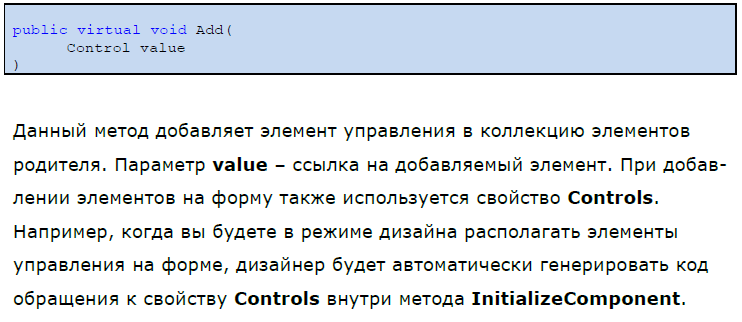 public virtual void Add(
Control value
)
Данный метод добавляет элемент управления в коллекцию элементов
родителя. Параметр value – ссылка на добавляемый элемент. При добав-
лении элементов на форму также используется свойство Controls.
Например, когда вы будете в режиме дизайна располагать элементы
управления на форме, дизайнер будет автоматически генерировать код
обращения к свойству Controls внутри метода InitializeComponent.